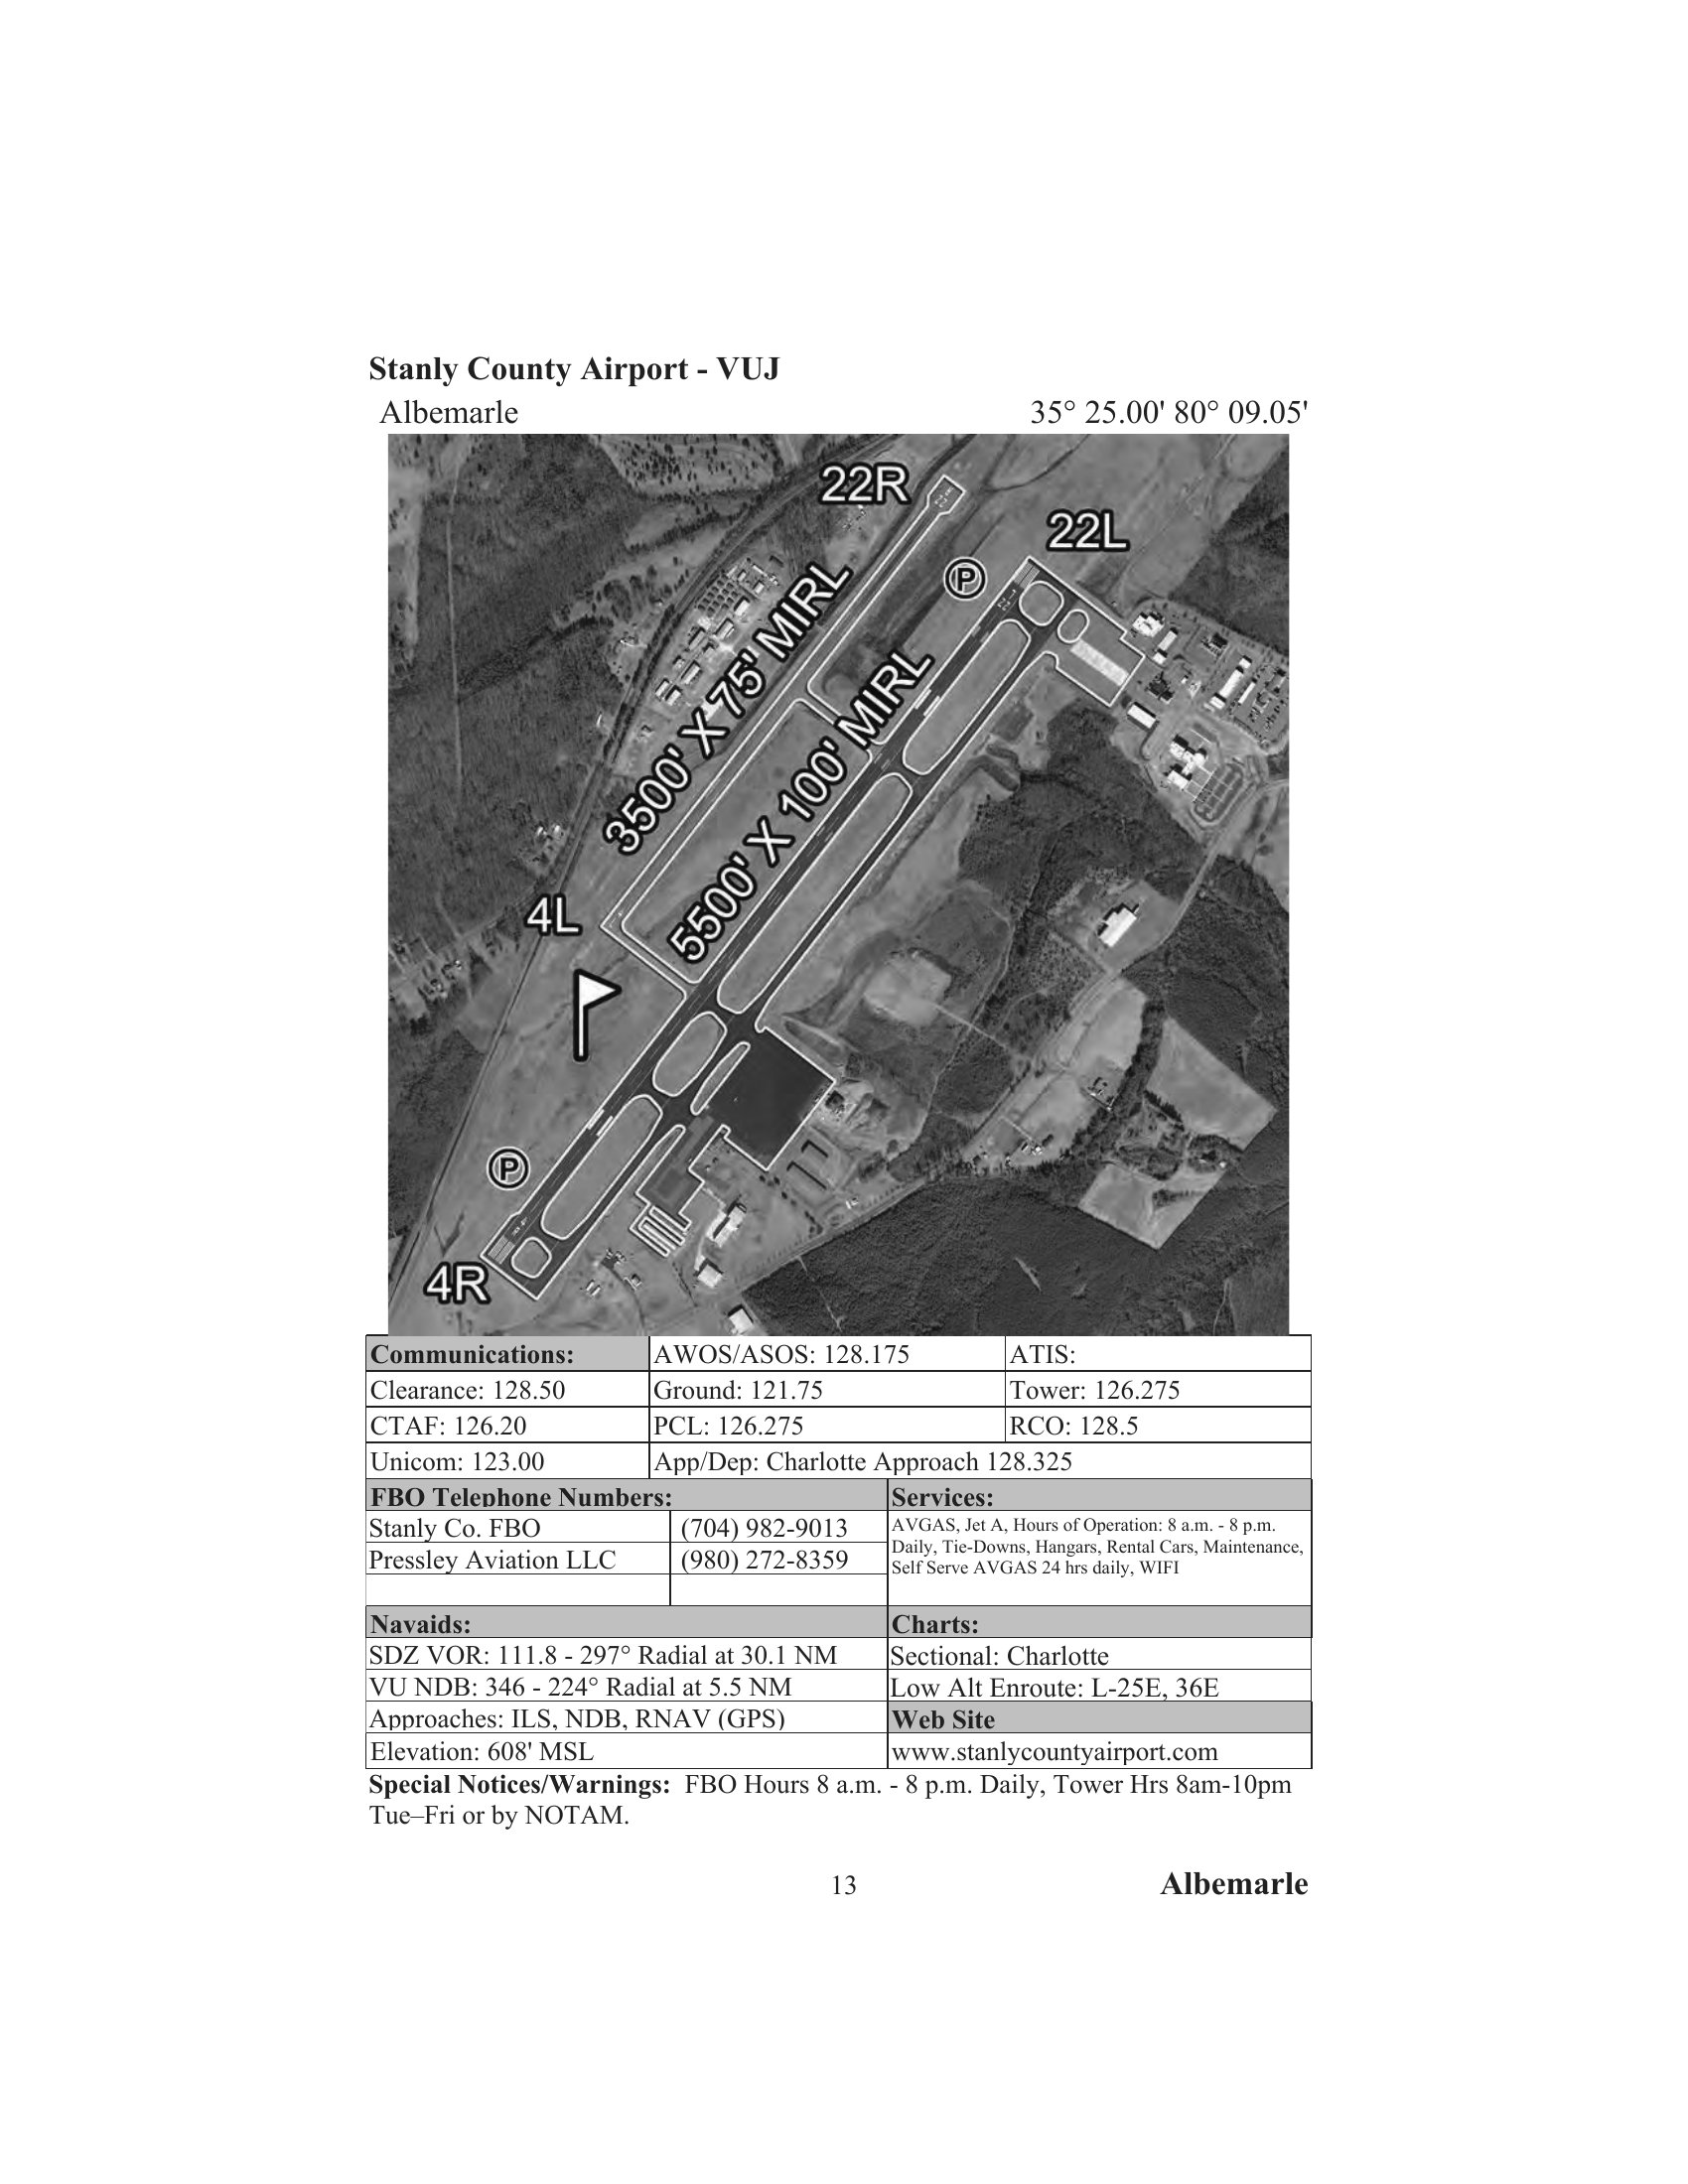 Stanly County Airport - VUJ
Albemarle 35° 25.00' 80° 09.05'
22R
22L
P
3500' X 75' MIRL
5500' X 100' MIRL
4L
P
4R
Communications: AWOS/ASOS: 128.175 ATIS:
Clearance: 128.50 Ground: 121.75 Tower: 126.275
CTAF: 126.20 PCL: 126.275 RCO: 128.5
Unicom: 123.00 App/Dep: Charlotte Approach 128.325
FBO Telephone Numbers: Services:
Stanly Co. FBO (704) 982-9013
Pressley Aviation LLC (980) 272-8359
AVGAS, Jet A, Hours of Operation: 8 a.m. - 8 p.m.
Daily, Tie-Downs, Hangars, Rental Cars, Maintenance,
Self Serve AVGAS 24 hrs daily, WIFI
Navaids: Charts:
SDZ VOR: 111.8 - 297° Radial at 30.1 NM Sectional: Charlotte
VU NDB: 346 - 224° Radial at 5.5 NM Low Alt Enroute: L-25E, 36E
Approaches: ILS, NDB, RNAV (GPS) Web Site
Elevation: 608' MSL www.stanlycountyairport.com
Special Notices/Warnings: FBO Hours 8 a.m. - 8 p.m. Daily, Tower Hrs 8am-10pm
Tue–Fri or by NOTAM.
13 Albemarle